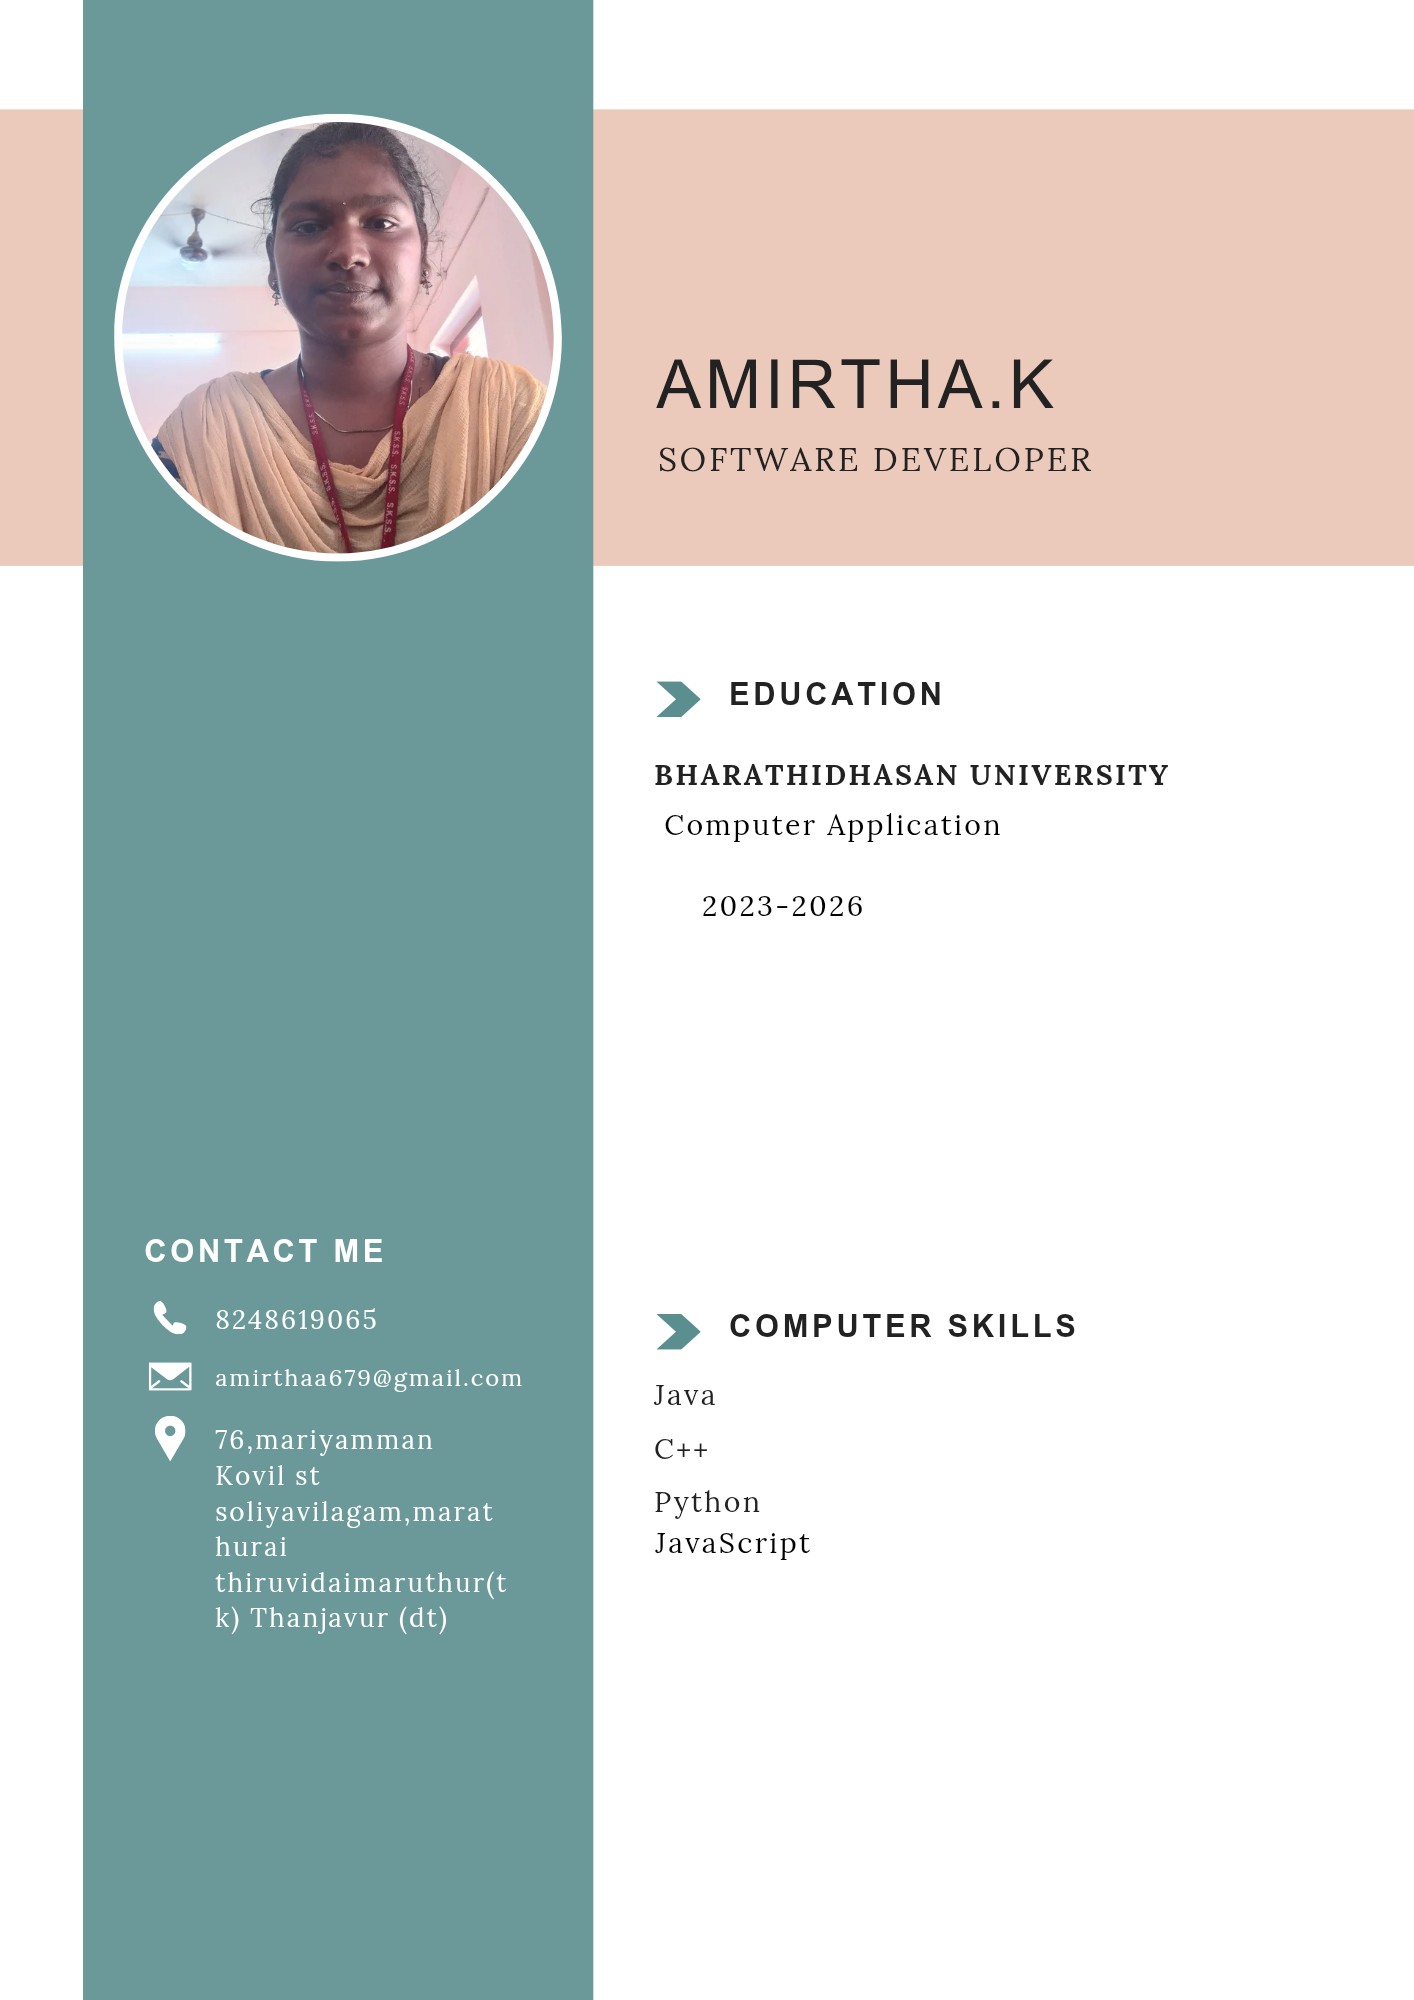 AMIRTHA.K
SOFTWARE DEVELOPER
EDUCATION
BHARATHIDHASAN UNIVERSITY
Computer Application
2023-2026
CONTACT ME
8248619065
amirthaa679@gmail.com
76,mariyamman
Kovil st
soliyavilagam,marat
hurai
thiruvidaimaruthur(t
k) Thanjavur (dt)
COMPUTER SKILLS
Java
C++
Python
JavaScript